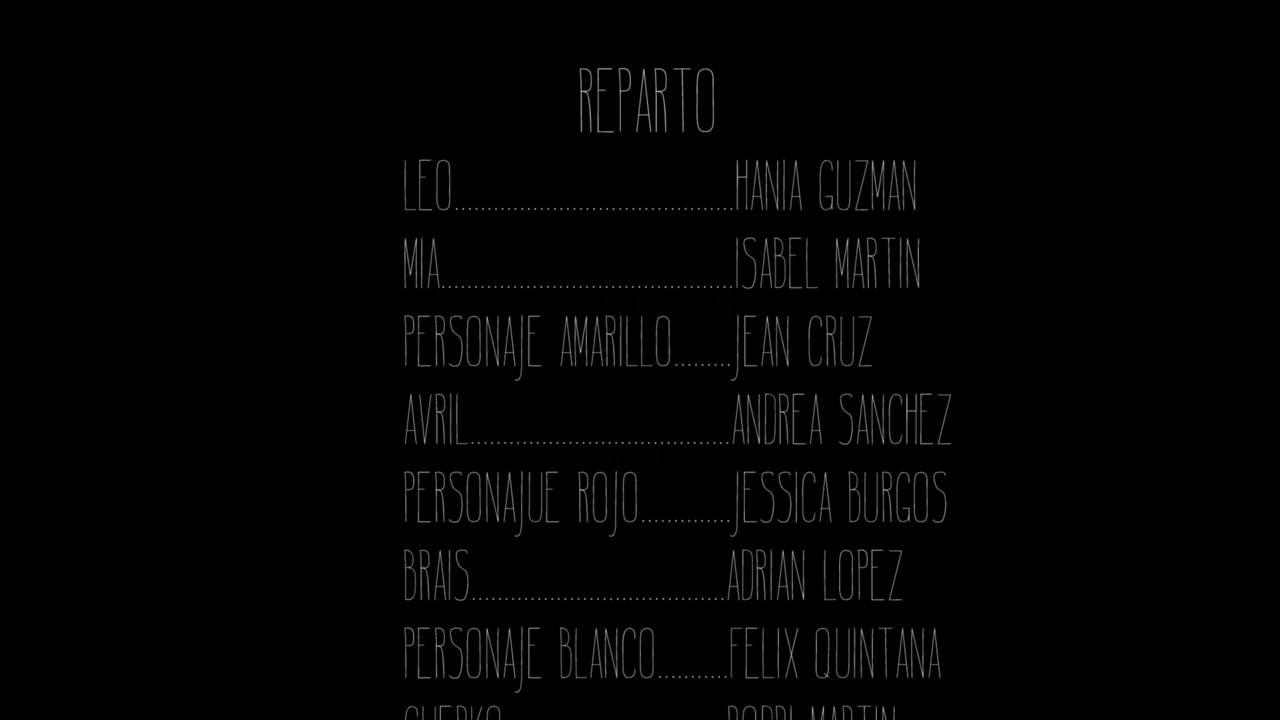 REPARTO
LEO...........................................HANIA GUZMAN
MIA.............................................ISABEL MARTIN
PERSONAJE AMARILLO.........JEAN CRUZ
AVRIL........................................ANDREA SANCHEZ
PERSONAJUE ROJO..............JESSICA BURGOS
BRAIS.......................................ADRIAN LOPEZ
PERSONAJE BLANCO...........FELIX QUINTANA
MARTIN